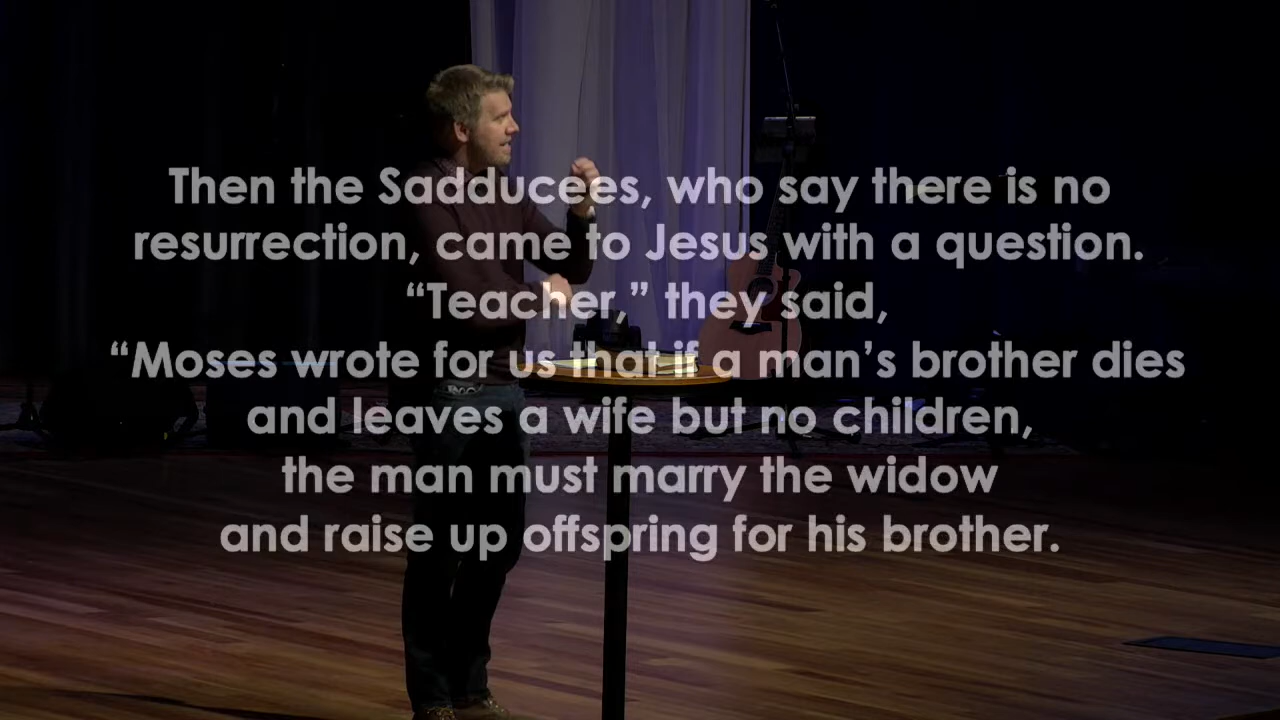 Then the Sadducees, who say there is no
resurrection, came to Jesus with a question.
“Teacher,” they said,
“Moses wrote for us that if a man’s brother dies
and leaves a wife but no children,
the man must marry the widow
and raise up offspring for his brother.